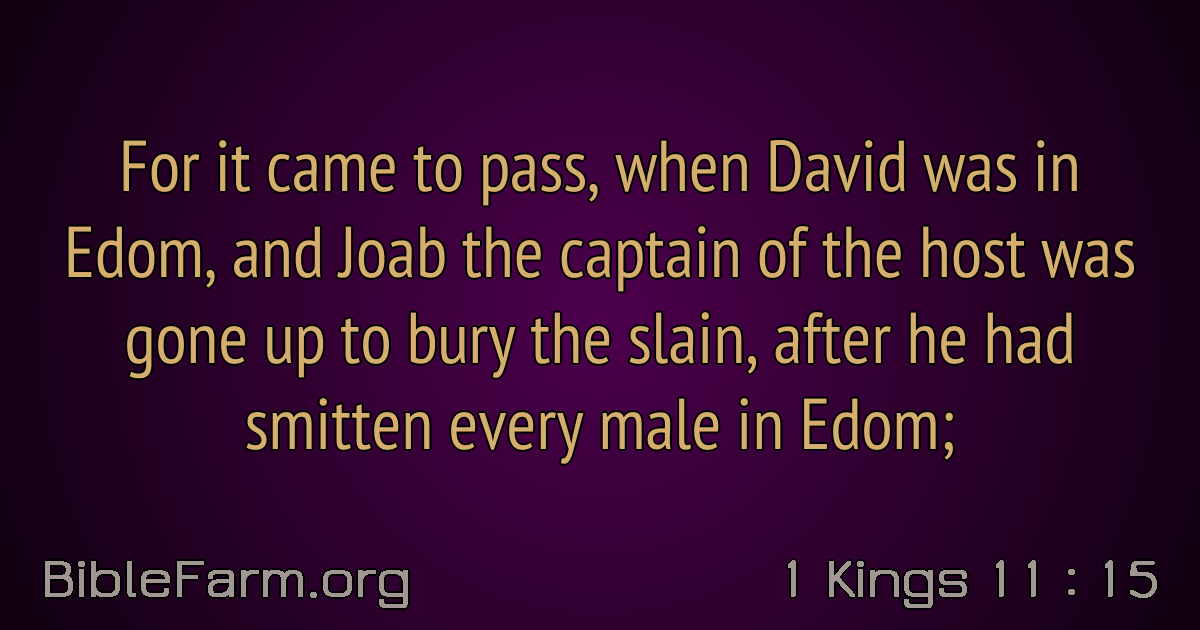 For it came to pass, when David was in
Edom, and Joab the captain of the host was
gone up to bury the slain, after he had
smitten every male in Edom;
BibleFarm.org
1 Kings 11 : 15